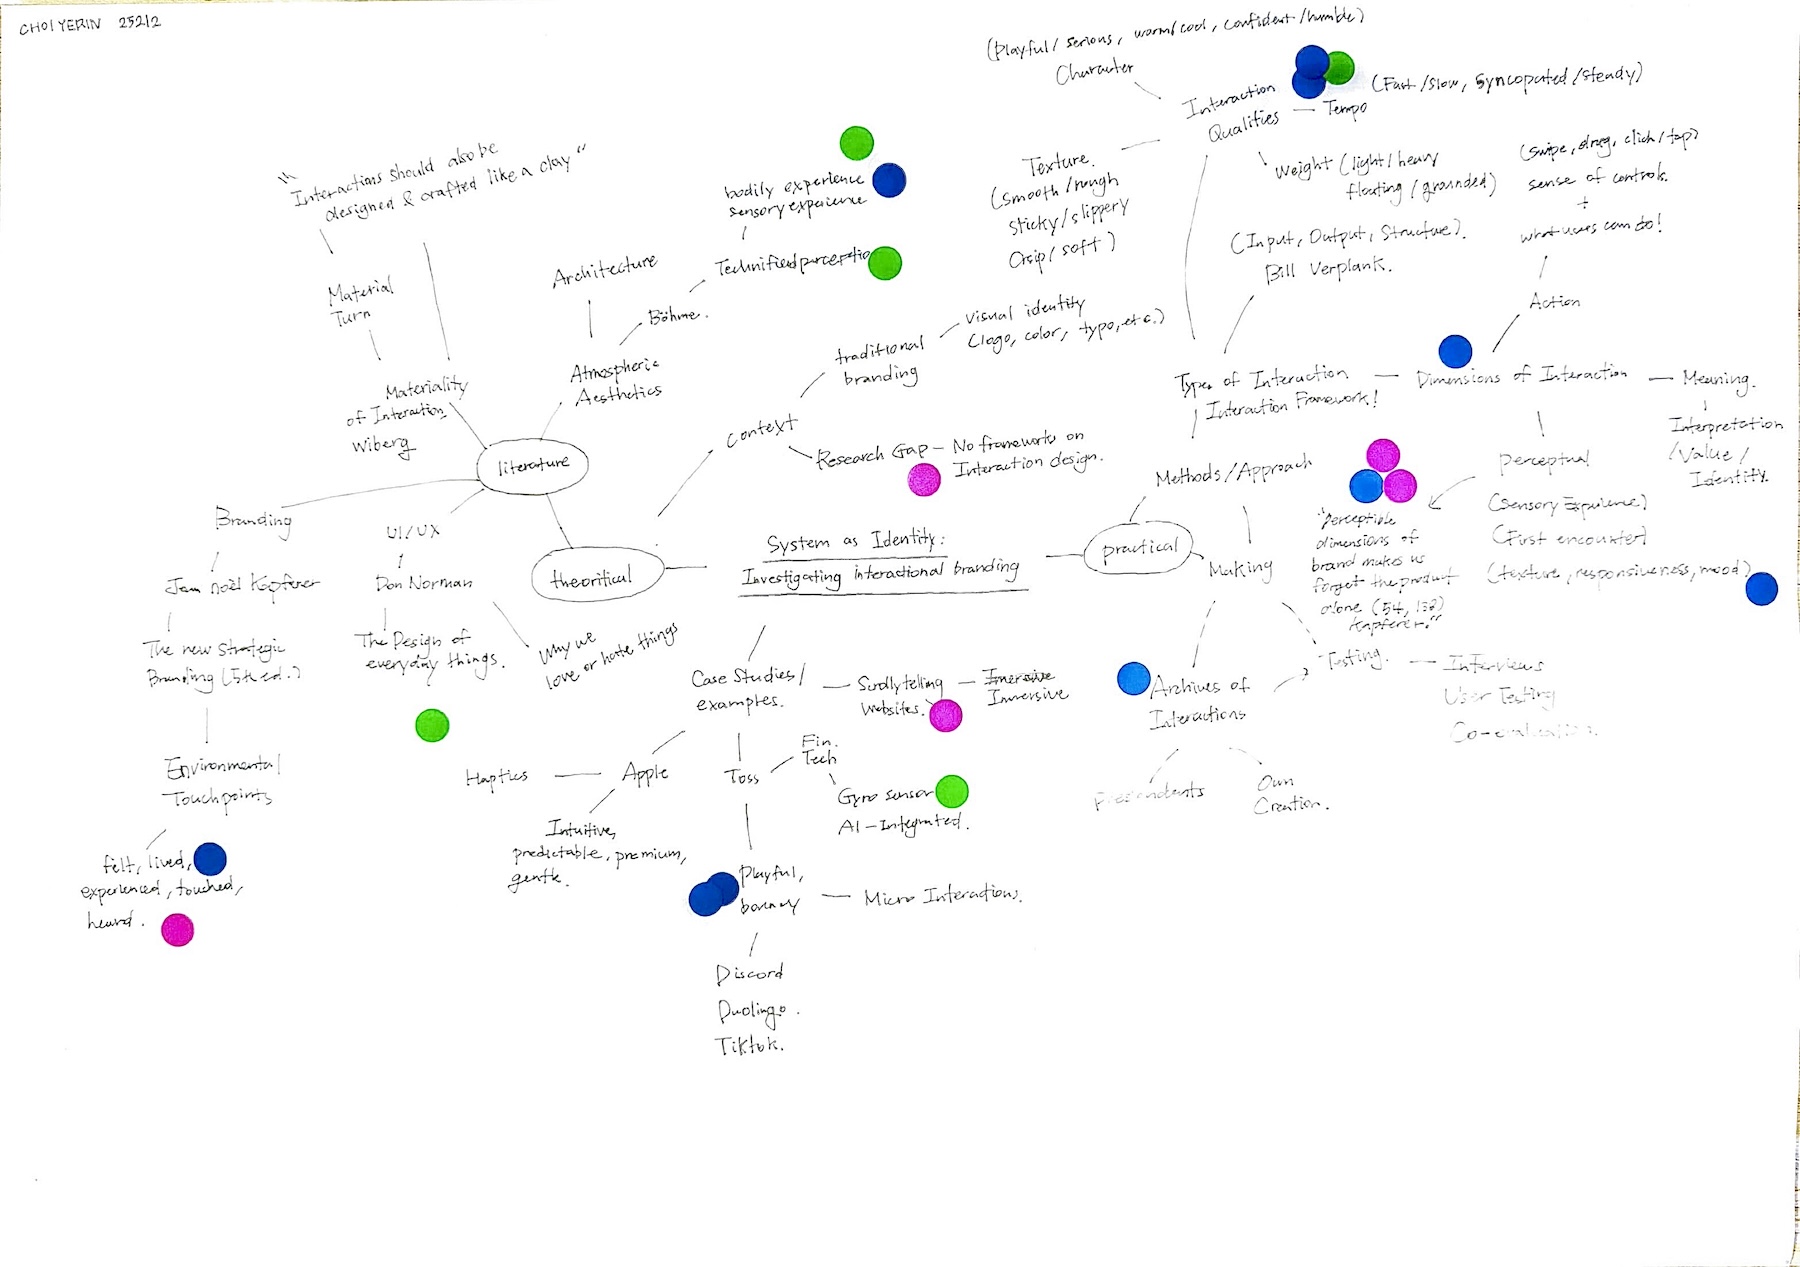 CHOI YERIN 25212
"Interactions should also be
designed & crafted like a clay"
Material
Turn
Materiality
of Interaction
Wiberg
Architecture
Atmospheric
Aesthetics
Böhme.
Technified perception
bodily experience
sensory experience
literature
Branding
Jean noël Kapferer
The new Strategic
Branding (5th ed.)
Environmental
Touchpoints
felt, lived,
experienced, touched,
heard.
UI/UX
Don Norman
The Design of
everyday things.
Why we
love or hate things
theoritical
Context
traditional
branding
visual identity
(logo, color, typo, etc.)
Research Gap – No frameworks on
Interaction design.
System as Identity:
Investigating interactional branding
Case Studies/
examples.
Scrollytelling
Websites.
Imersive
Immersive
Apple
Haptics
Intuitive,
predictable, premium,
gentle.
Toss
Fin.
Tech
Gyro sensor
AI-Integrated.
Playful,
bouncy
Micro Interactions.
Discord
Duolingo.
Tiktok.
practical
Methods/Approach
Types of Interaction
Interaction Framework!
(Input, Output, Structure).
Bill Verplank.
Interaction
Qualities
Character
(playful/serious, warm/cool, confident/humble)
Tempo
(Fast/slow, syncopated/steady)
Weight (light/heavy
floating/grounded)
Texture.
(smooth/rough
sticky/slippery
Crisp/soft)
Dimensions of Interaction
Action
(swipe, drag, click/tap)
sense of controls.
+
what users can do!
Meaning.
Interpretation
/Value/
Identity.
perceptual
(Sensory Experience)
(First encounter)
(texture, responsiveness, mood)
"perceptible
dimensions of
brand makes us
forget the product
alone (54, 132)
Kapferer."
Making
Archives of
Interactions
Own
Creation.
Testing.
Interviews
User Testing